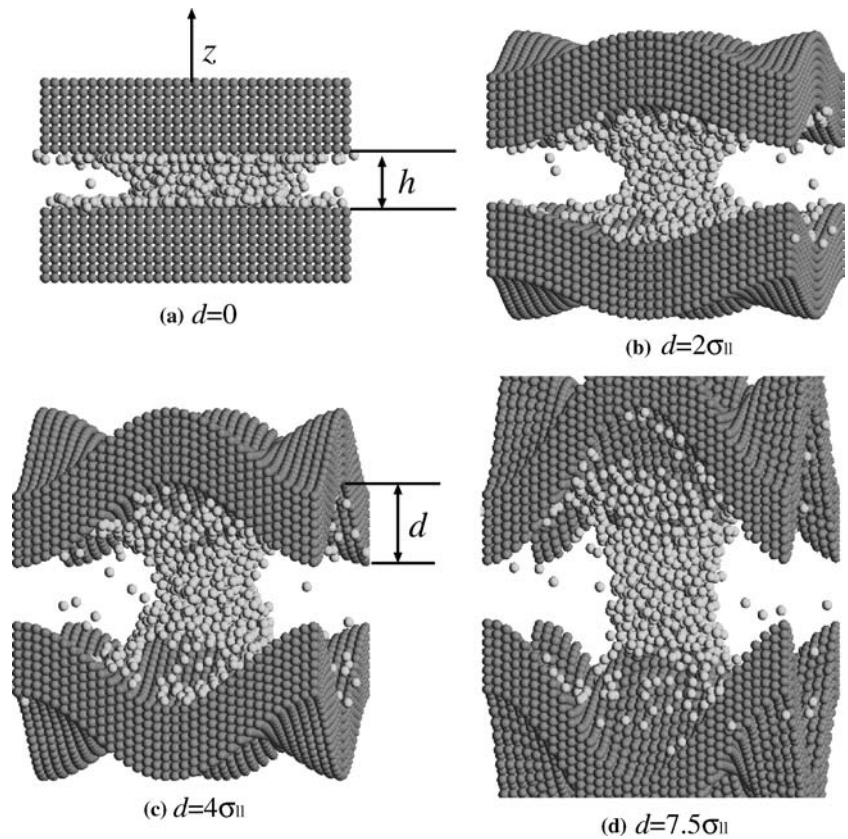 z
h
(a) d=0
(b) d=2σll
d
(c) d=4σll
(d) d=7.5σll